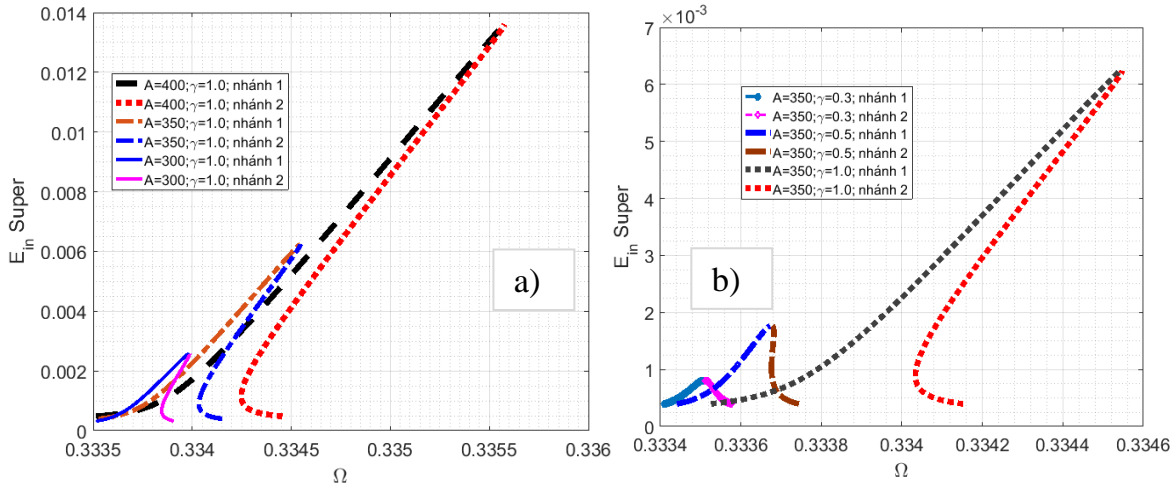 0.014
0.012
0.01
0.008
0.006
0.004
0.002
0
E_in Super
A=400;γ=1.0; nhánh 1
A=400;γ=1.0; nhánh 2
A=350;γ=1.0; nhánh 1
A=350;γ=1.0; nhánh 2
A=300;γ=1.0; nhánh 1
A=300;γ=1.0; nhánh 2
a)
0.3335 0.334 0.3345 0.335 0.3355 0.336
Ω
×10⁻³
7
6
5
4
3
2
1
0
E_in Super
A=350;γ=0.3; nhánh 1
A=350;γ=0.3; nhánh 2
A=350;γ=0.5; nhánh 1
A=350;γ=0.5; nhánh 2
A=350;γ=1.0; nhánh 1
A=350;γ=1.0; nhánh 2
b)
0.3334 0.3336 0.3338 0.334 0.3342 0.3344 0.3346
Ω